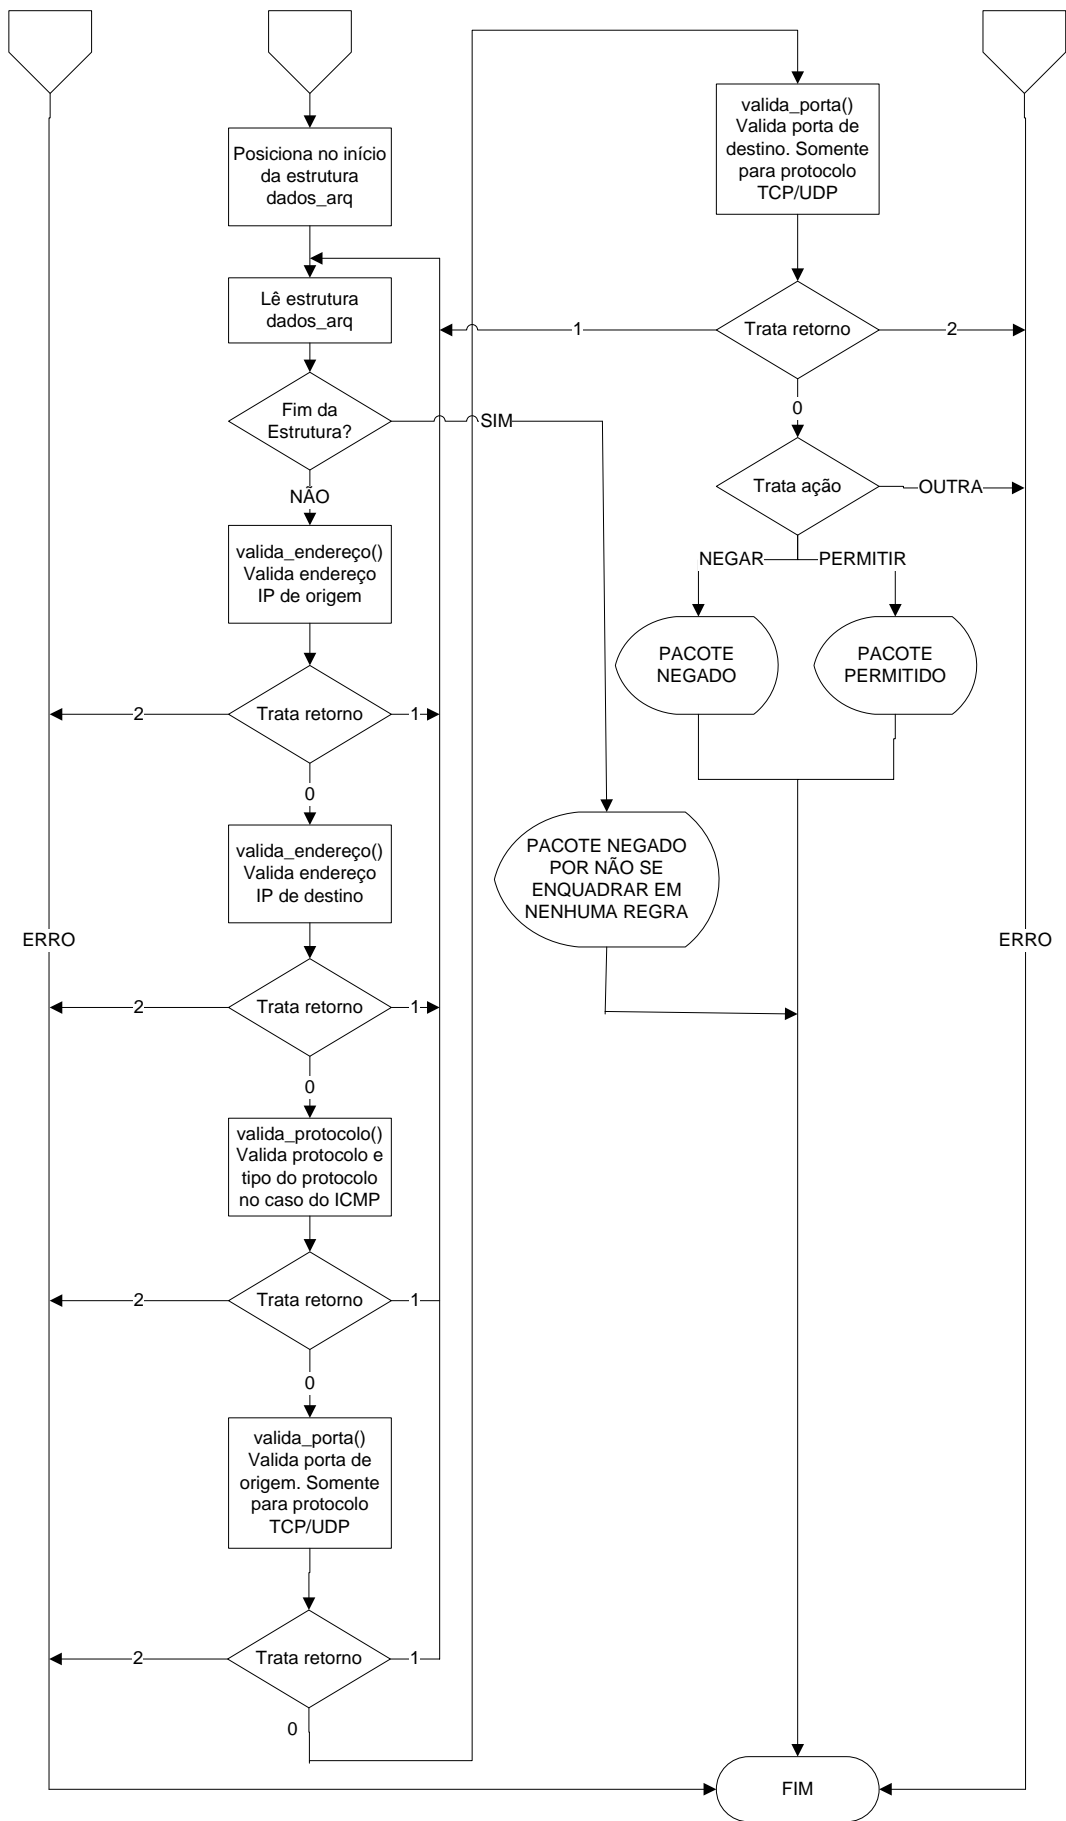 Posiciona no início
da estrutura
dados_arq
Lê estrutura
dados_arq
Fim da
Estrutura?
SIM
NÃO
valida_endereço()
Valida endereço
IP de origem
Trata retorno
2
1
0
valida_endereço()
Valida endereço
IP de destino
ERRO
Trata retorno
2
1
0
valida_protocolo()
Valida protocolo e
tipo do protocolo
no caso do ICMP
Trata retorno
2
1
0
valida_porta()
Valida porta de
origem. Somente
para protocolo
TCP/UDP
Trata retorno
2
1
0
valida_porta()
Valida porta de
destino. Somente
para protocolo
TCP/UDP
Trata retorno
1
2
0
Trata ação
OUTRA
NEGAR
PERMITIR
PACOTE
NEGADO
PACOTE
PERMITIDO
PACOTE NEGADO
POR NÃO SE
ENQUADRAR EM
NENHUMA REGRA
ERRO
FIM